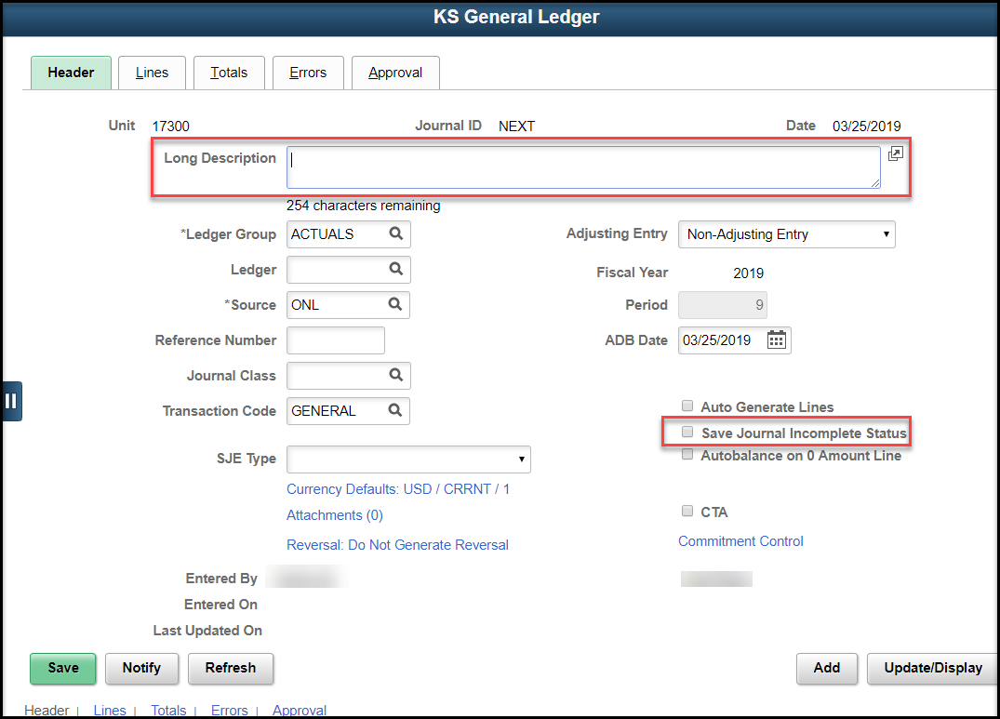 KS General Ledger
Header Lines Totals Errors Approval
Unit 17300 Journal ID NEXT Date 03/25/2019
Long Description
254 characters remaining
*Ledger Group ACTUALS Adjusting Entry Non-Adjusting Entry
Ledger Fiscal Year 2019
*Source ONL Period 9
Reference Number ADB Date 03/25/2019
Journal Class
Transaction Code GENERAL Auto Generate Lines
Save Journal Incomplete Status
SJE Type Autobalance on 0 Amount Line
Currency Defaults: USD / CRRNT / 1
Attachments (0) CTA
Reversal: Do Not Generate Reversal Commitment Control
Entered By
Entered On
Last Updated On
Save Notify Refresh Add Update/Display
Header | Lines | Totals | Errors | Approval